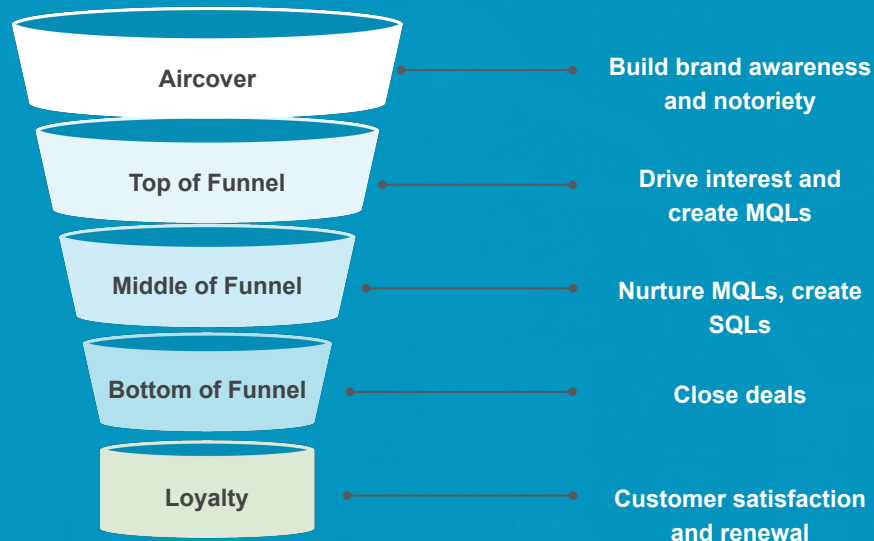 Aircover
Build brand awareness
and notoriety
Top of Funnel
Drive interest and
create MQLs
Middle of Funnel
Nurture MQLs, create
SQLs
Bottom of Funnel
Close deals
Loyalty
Customer satisfaction
and renewal